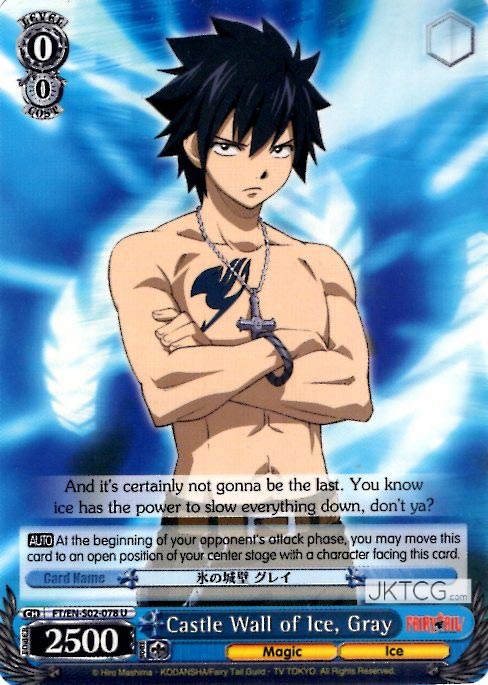 LEVEL
0
0
COST
And it's certainly not gonna be the last. You know
ice has the power to slow everything down, don't ya?
AUTO At the beginning of your opponent's attack phase, you may move this
card to an open position of your center stage with a character facing this card.
Card Name 氷の城壁 グレイ
JKTCG.com
CH FT/EN-S02-078 U
POWER 2500 SOUL
Castle Wall of Ice, Gray FAIRY TAIL
Magic Ice
© Hiro Mashima・KODANSHA/Fairy Tail Guild・TV TOKYO. All Rights Reserved.